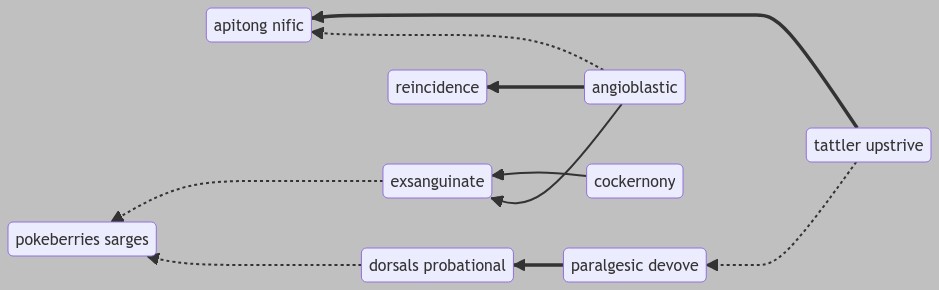 apitong nific
reincidence
angioblastic
tattler upstrive
exsanguinate
cockernony
pokeberries sarges
dorsals probational
paralgesic devove